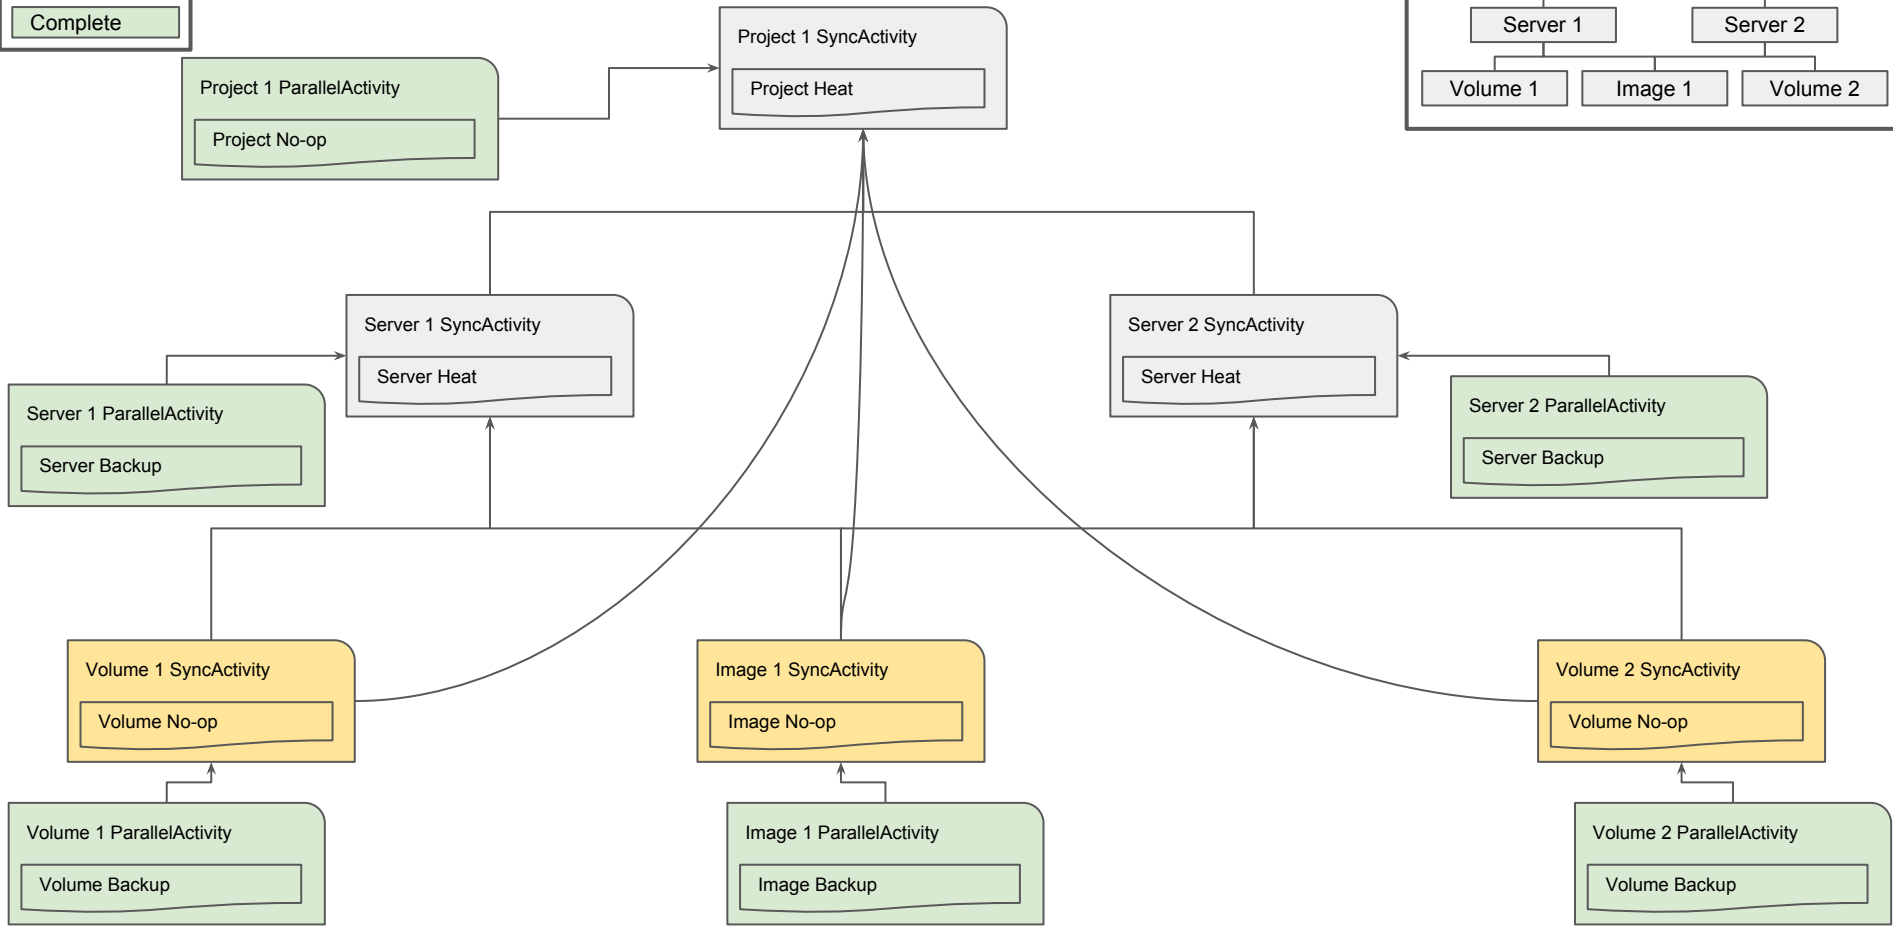 Complete
Project 1 SyncActivity
Project Heat
Server 1
Server 2
Volume 1
Image 1
Volume 2
Project 1 ParallelActivity
Project No-op
Server 1 SyncActivity
Server Heat
Server 2 SyncActivity
Server Heat
Server 1 ParallelActivity
Server Backup
Server 2 ParallelActivity
Server Backup
Volume 1 SyncActivity
Volume No-op
Image 1 SyncActivity
Image No-op
Volume 2 SyncActivity
Volume No-op
Volume 1 ParallelActivity
Volume Backup
Image 1 ParallelActivity
Image Backup
Volume 2 ParallelActivity
Volume Backup